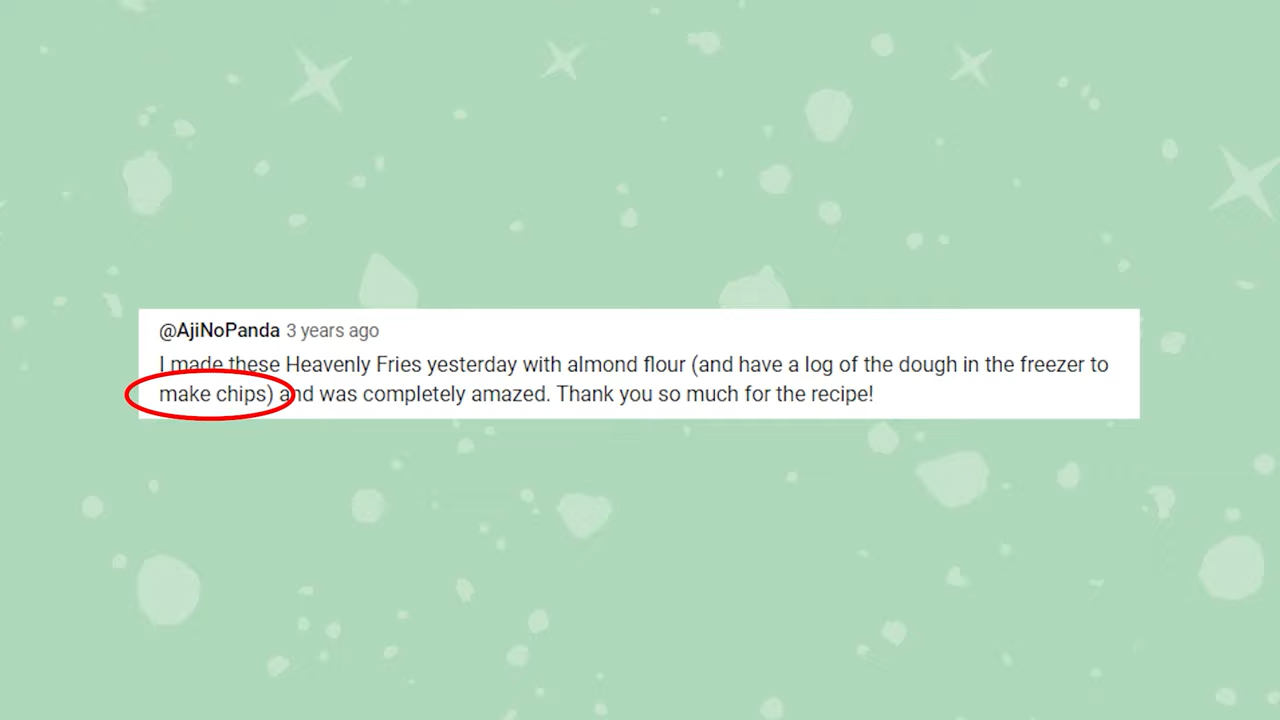 @AjiNoPanda 3 years ago
I made these Heavenly Fries yesterday with almond flour (and have a log of the dough in the freezer to
make chips) and was completely amazed. Thank you so much for the recipe!